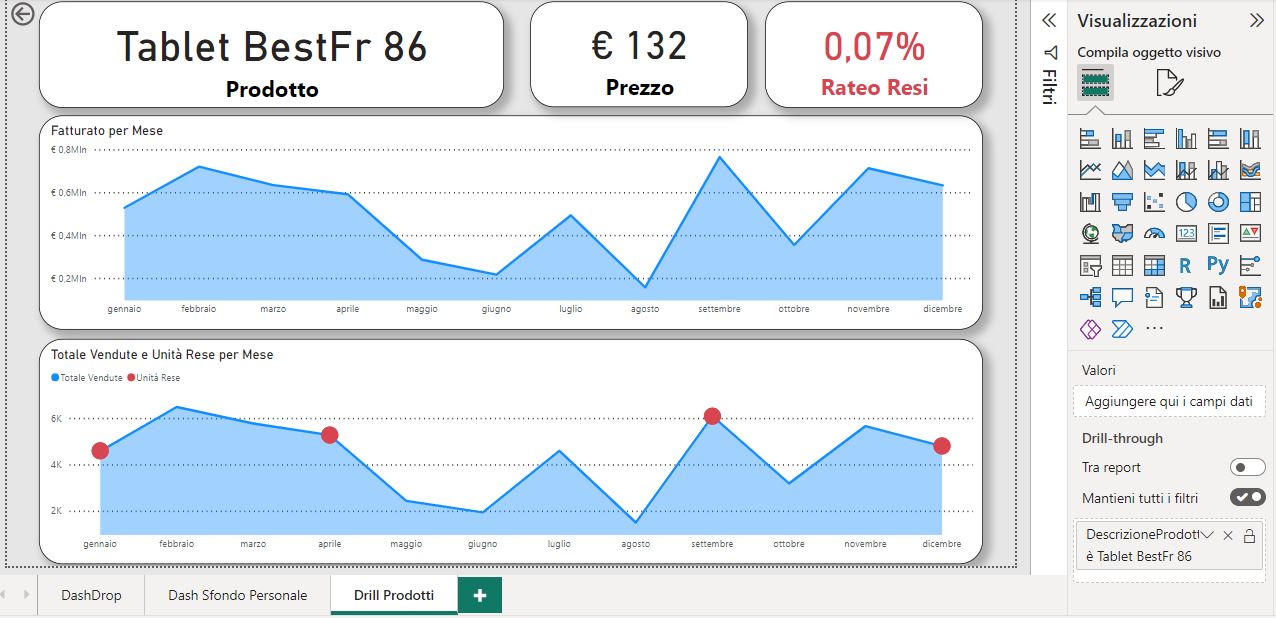 Tablet BestFr 86
Prodotto
€ 132
Prezzo
0,07%
Rateo Resi
Fatturato per Mese
€ 0,8Mln
€ 0,6Mln
€ 0,4Mln
€ 0,2Mln
gennaio febbraio marzo aprile maggio giugno luglio agosto settembre ottobre novembre dicembre
Totale Vendute e Unità Rese per Mese
Totale Vendute Unità Rese
6K
4K
2K
gennaio febbraio marzo aprile maggio giugno luglio agosto settembre ottobre novembre dicembre
DashDrop Dash Sfondo Personale Drill Prodotti +
Filtri
Visualizzazioni
Compila oggetto visivo
123
R Py
...
Valori
Aggiungere qui i campi dati
Drill-through
Tra report
Mantieni tutti i filtri
DescrizioneProdott
è Tablet BestFr 86